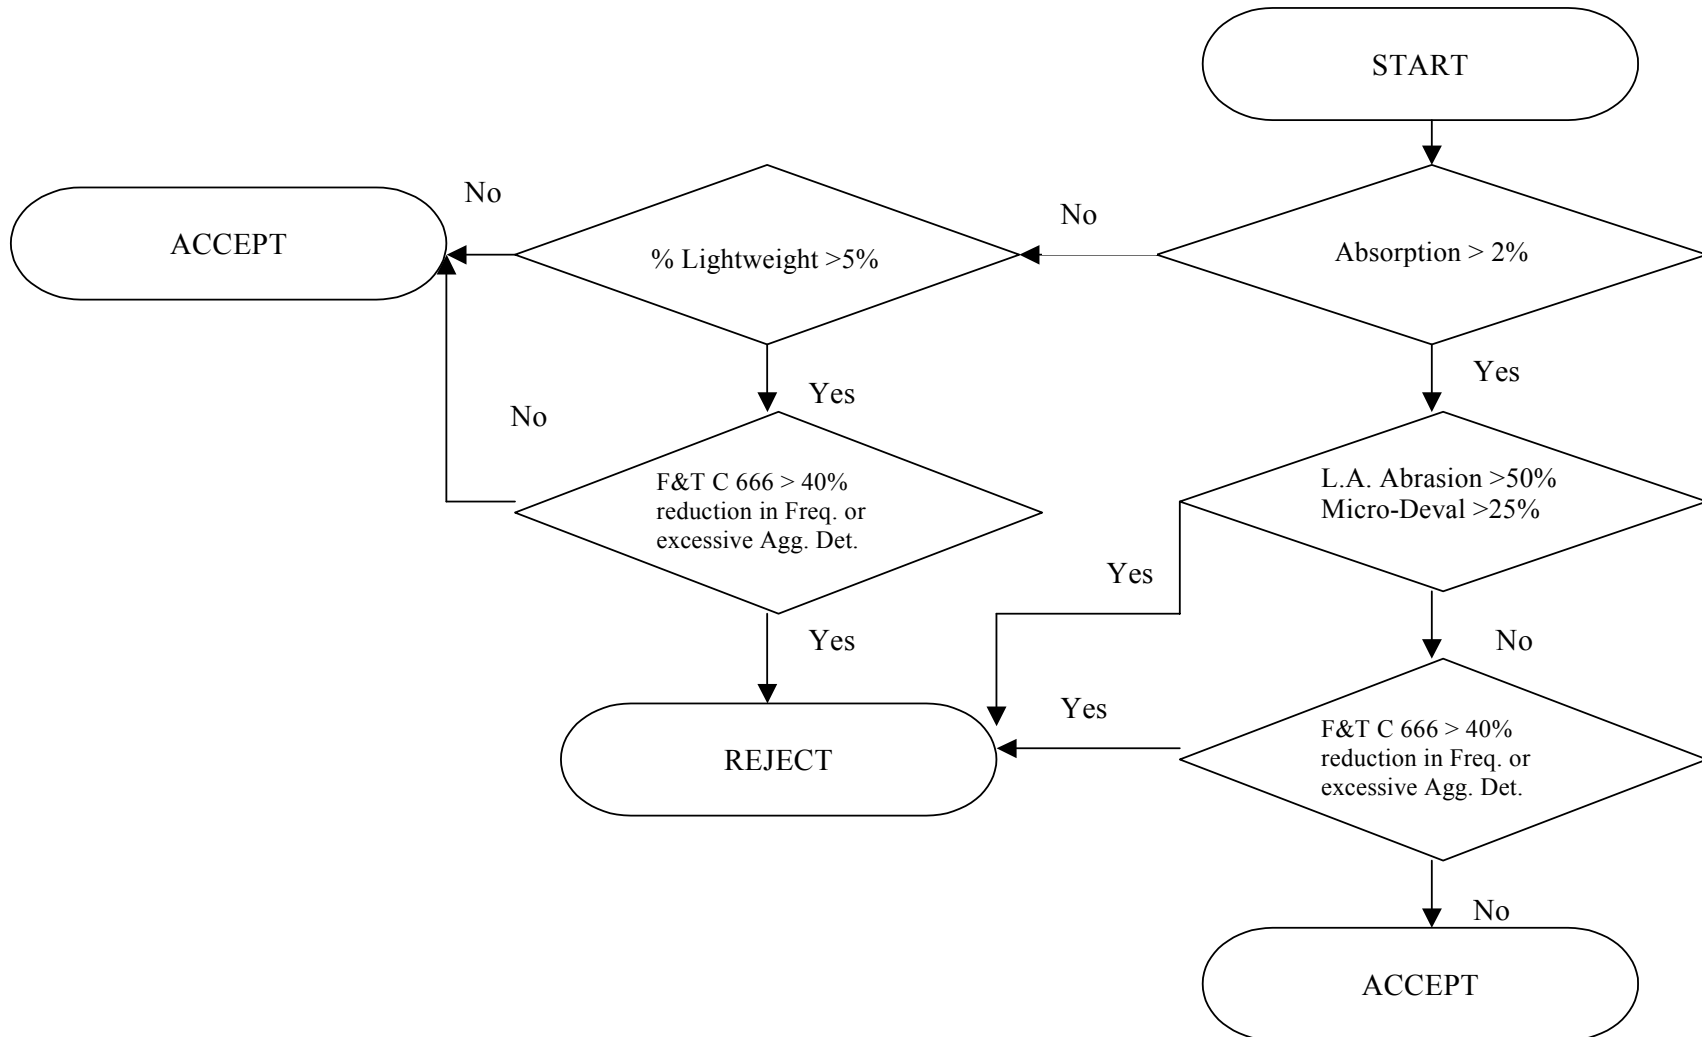 START
No
No
ACCEPT
% Lightweight >5%
Absorption > 2%
Yes
Yes
No
F&T C 666 > 40%
reduction in Freq. or
excessive Agg. Det.
L.A. Abrasion >50%
Micro-Deval >25%
Yes
Yes
No
Yes
REJECT
F&T C 666 > 40%
reduction in Freq. or
excessive Agg. Det.
No
ACCEPT